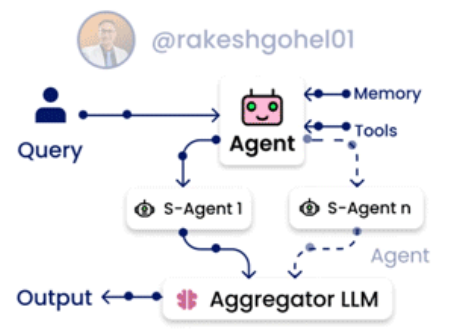 @rakeshgohel01
Memory
Agent
Tools
Query
S-Agent 1
S-Agent n
Agent
Output
Aggregator LLM